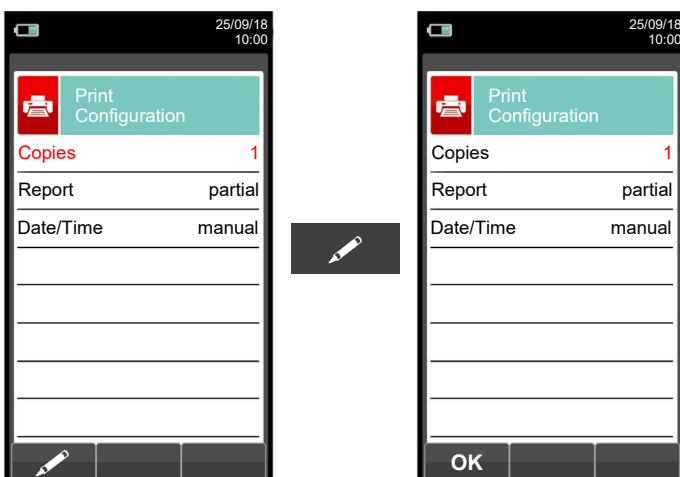 25/09/18
10:00
Print
Configuration
Copies 1
Report partial
Date/Time manual
25/09/18
10:00
Print
Configuration
Copies 1
Report partial
Date/Time manual
OK